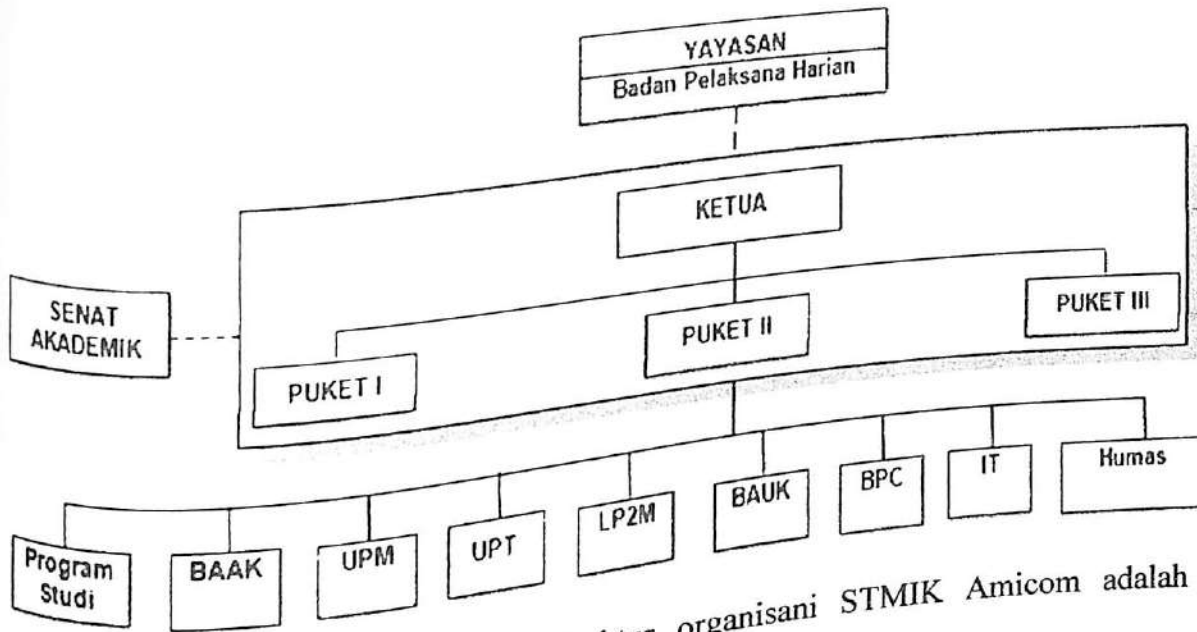 YAYASAN
Badan Pelaksana Harian
KETUA
SENAT
AKADEMIK
PUKET I
PUKET II
PUKET III
Program
Studi
BAAK
UPM
UPT
LP2M
BAUK
BPC
IT
Humas
organisani STMIK Amicom adalah